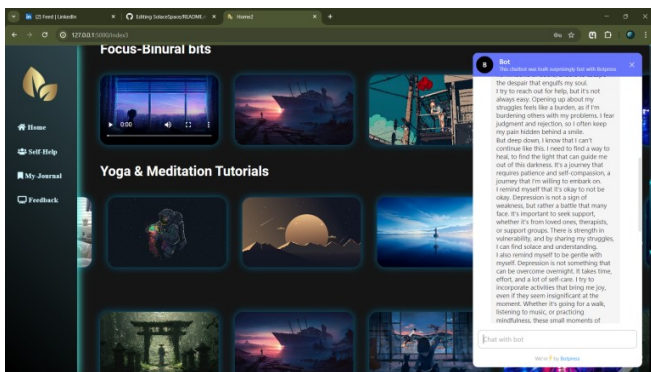 (2) Feed | LinkedIn
Editing SolaceSpace/README.
Home2
127.0.0.1:5000/index3
Home
Self-Help
My Journal
Feedback
Focus-Binural bits
0:00
Yoga & Meditation Tutorials
B
Bot
This chatbot was built surprisingly fast with Botpress
the despair that engulfs my soul.
I try to reach out for help, but it's not
always easy. Opening up about my
struggles feels like a burden, as if I'm
burdening others with my problems. I fear
judgment and rejection, so I often keep
my pain hidden behind a smile.
But deep down, I know that I can't
continue like this. I need to find a way to
heal, to find the light that can guide me
out of this darkness. It's a journey that
requires patience and self-compassion, a
journey that I'm willing to embark on.
I remind myself that it's okay to not be
okay. Depression is not a sign of
weakness, but rather a battle that many
face. It's important to seek support,
whether it's from loved ones, therapists,
or support groups. There is strength in
vulnerability, and by sharing my struggles,
I can find solace and understanding.
I also remind myself to be gentle with
myself. Depression is not something that
can be overcome overnight. It takes time,
effort, and a lot of self-care. I try to
incorporate activities that bring me joy,
even if they seem insignificant at the
moment. Whether it's going for a walk,
listening to music, or practicing
mindfulness, these small moments of
Chat with bot
We're ⚡ by Botpress